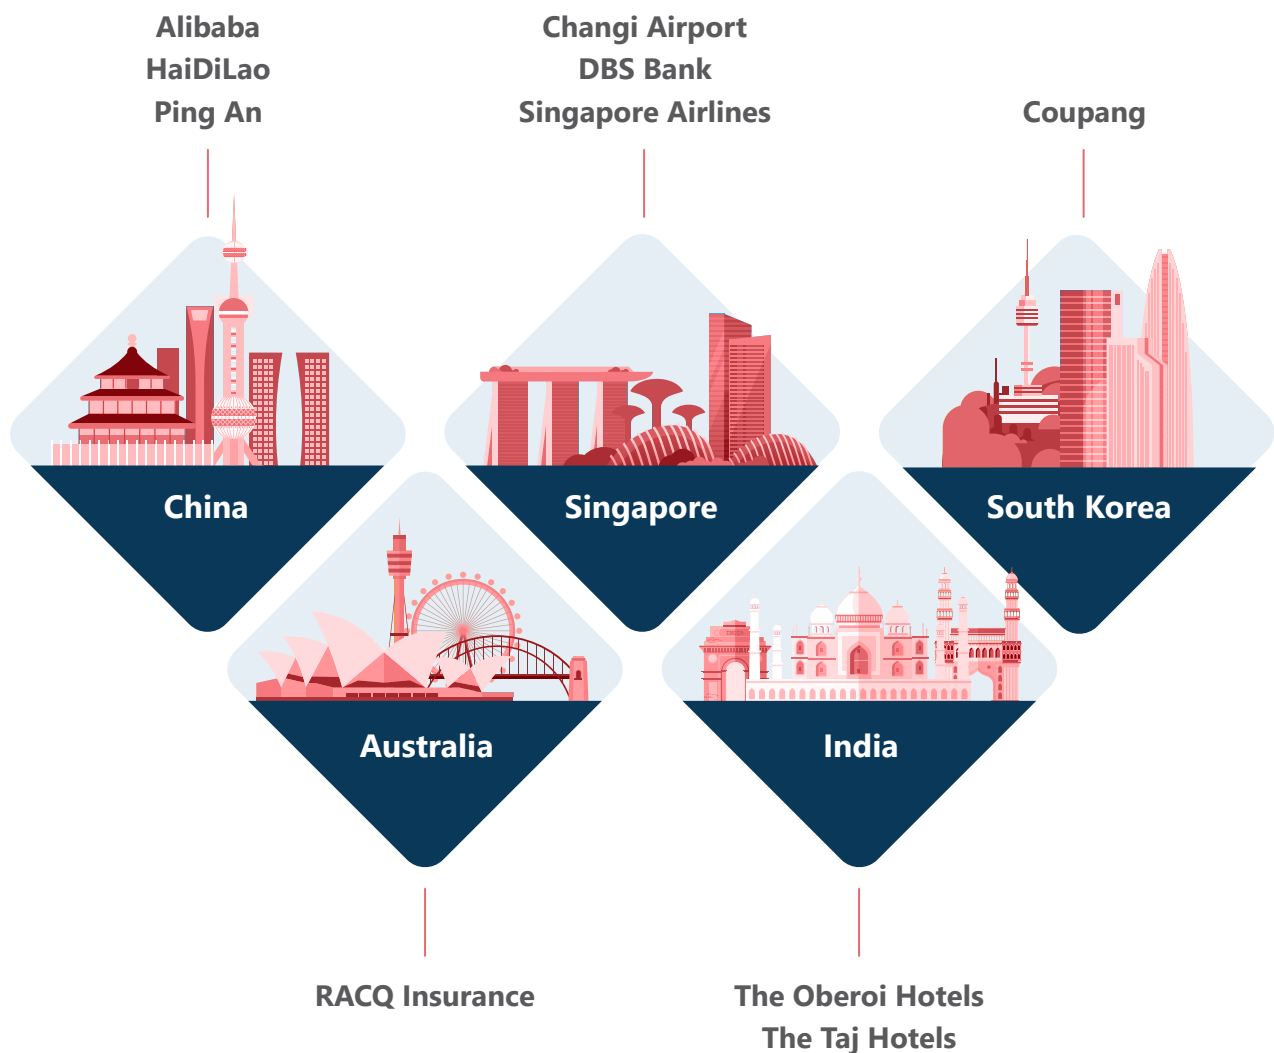 Alibaba
HaiDiLao
Ping An
Changi Airport
DBS Bank
Singapore Airlines
Coupang
China
Singapore
South Korea
Australia
India
RACQ Insurance
The Oberoi Hotels
The Taj Hotels